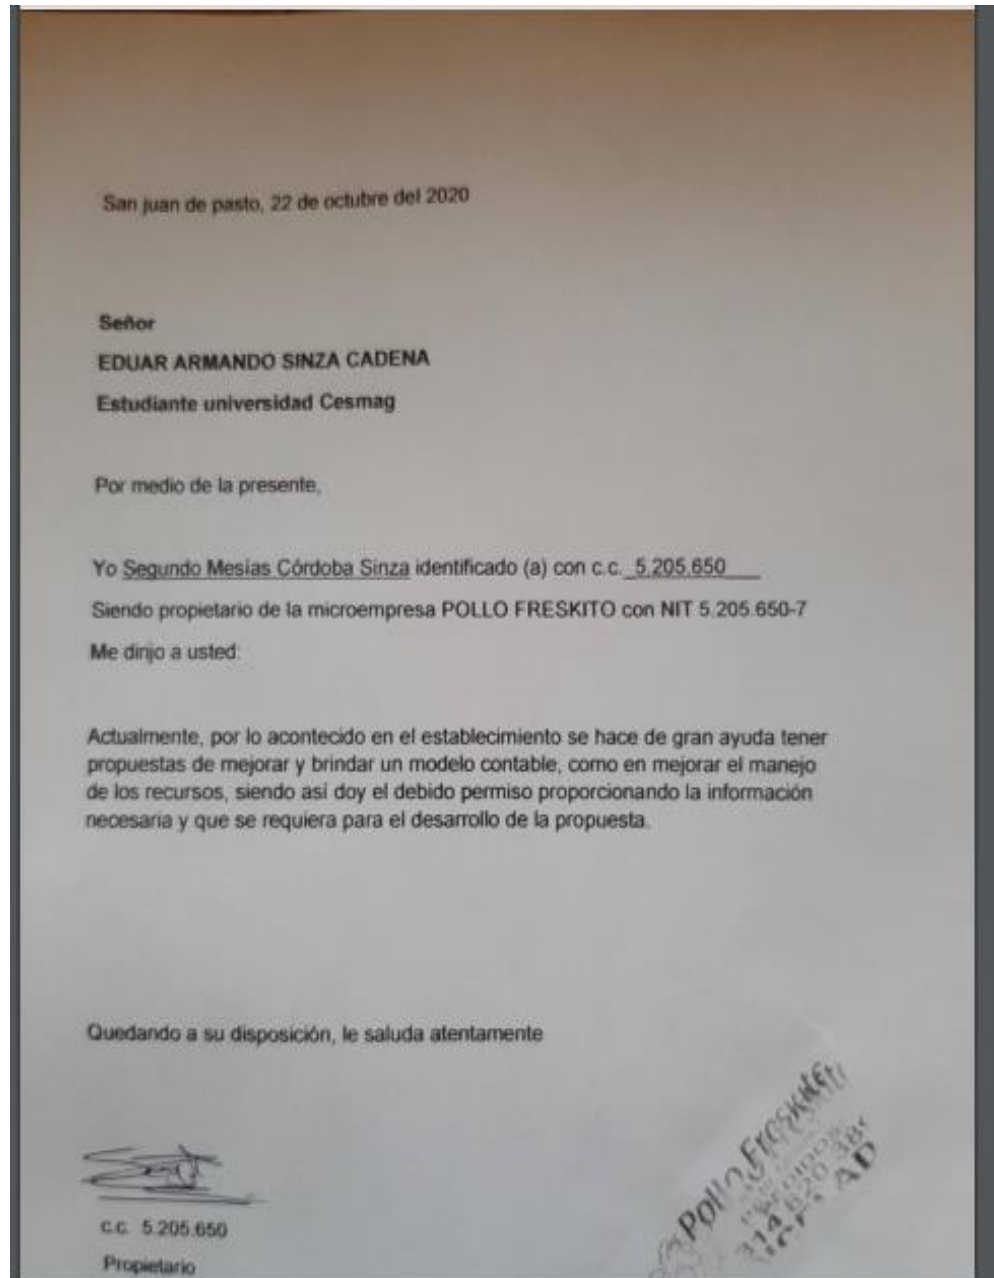 San juan de pasto, 22 de octubre del 2020
Señor
EDUAR ARMANDO SINZA CADENA
Estudiante universidad Cesmag
Por medio de la presente,
Yo Segundo Mesías Córdoba Sinza identificado (a) con c.c. 5.205.650
Siendo propietario de la microempresa POLLO FRESKITO con NIT 5.205.650-7
Me dirijo a usted:
Actualmente, por lo acontecido en el establecimiento se hace de gran ayuda tener
propuestas de mejorar y brindar un modelo contable, como en mejorar el manejo
de los recursos, siendo así doy el debido permiso proporcionando la información
necesaria y que se requiera para el desarrollo de la propuesta.
Quedando a su disposición, le saluda atentamente
c.c. 5.205.650
Propietario
Pollo